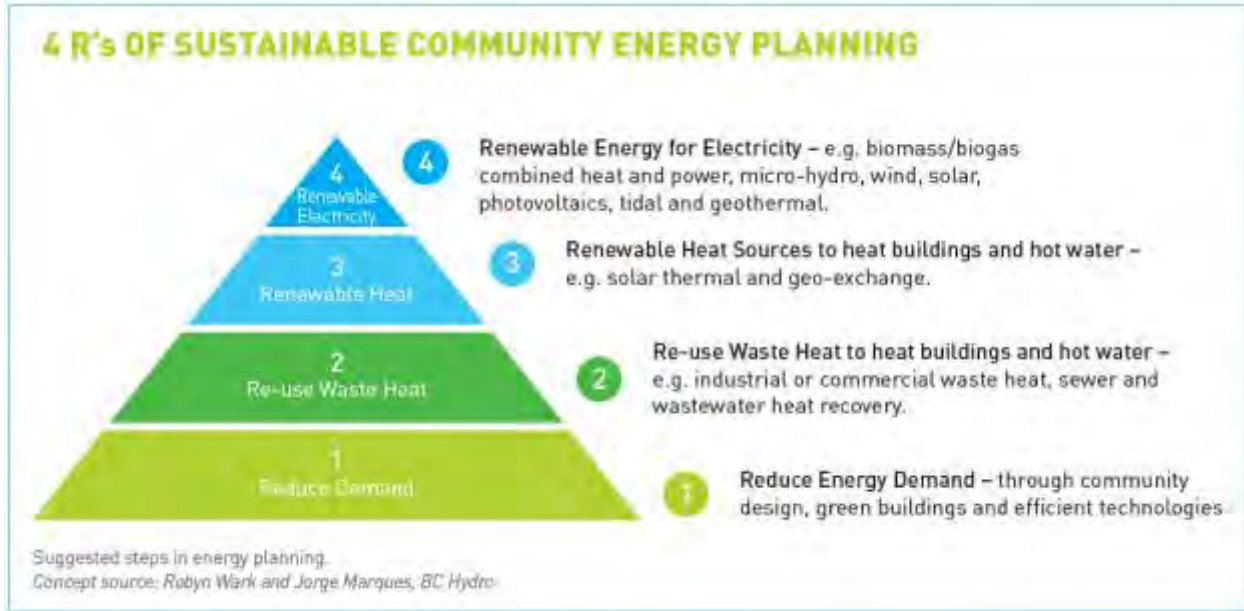 4 R's OF SUSTAINABLE COMMUNITY ENERGY PLANNING
4
Renewable
Electricity
4
Renewable Energy for Electricity – e.g. biomass/biogas
combined heat and power, micro-hydro, wind, solar,
photovoltaics, tidal and geothermal.
3
Renewable Heat
3
Renewable Heat Sources to heat buildings and hot water –
e.g. solar thermal and geo-exchange.
2
Re-use Waste Heat
2
Re-use Waste Heat to heat buildings and hot water –
e.g. industrial or commercial waste heat, sewer and
wastewater heat recovery.
1
Reduce Demand
1
Reduce Energy Demand – through community
design, green buildings and efficient technologies
Suggested steps in energy planning.
Concept source: Robyn Wark and Jorge Marques, BC Hydro